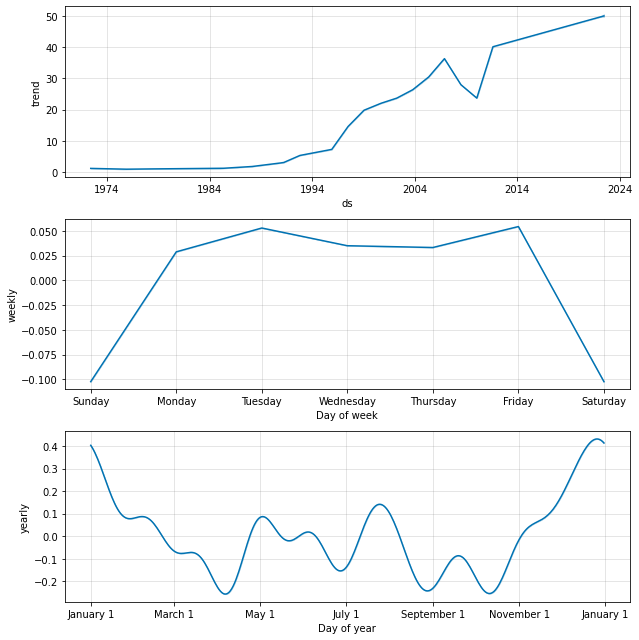 50
40
30
20
10
0
trend
1974 1984 1994 2004 2014 2024
ds
0.050
0.025
0.000
−0.025
−0.050
−0.075
−0.100
weekly
Sunday Monday Tuesday Wednesday Thursday Friday Saturday
Day of week
0.4
0.3
0.2
0.1
0.0
−0.1
−0.2
yearly
January 1 March 1 May 1 July 1 September 1 November 1 January 1
Day of year